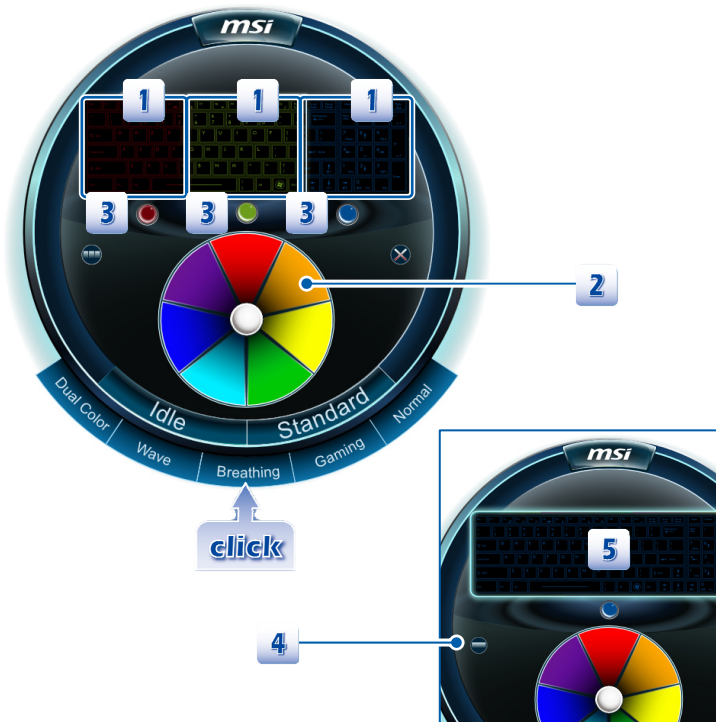 msi
1 1 1
3 3 3
2
Idle Standard
Dual Color Wave Breathing Gaming Normal
click
msi
5
4